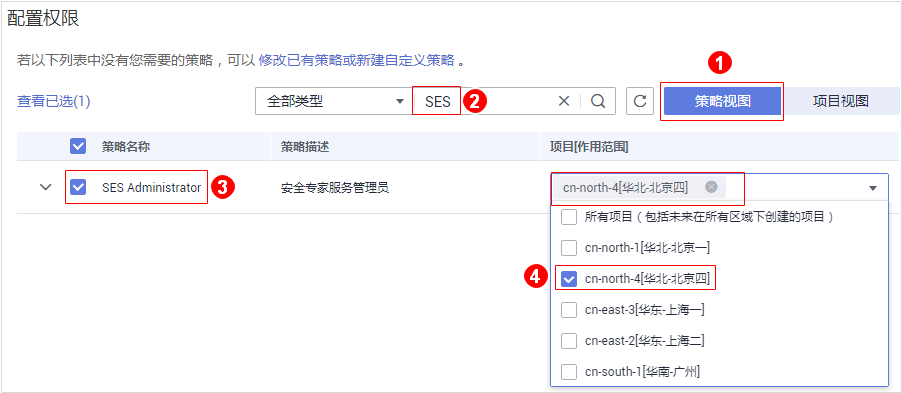 配置权限
若以下列表中没有您需要的策略，可以 修改已有策略或新建自定义策略 。
1
查看已选(1) 全部类型 SES 2 策略视图 项目视图
策略名称 策略描述 项目[作用范围]
SES Administrator 3 安全专家服务管理员 cn-north-4[华北-北京四]
所有项目（包括未来在所有区域下创建的项目）
cn-north-1[华北-北京一]
4 cn-north-4[华北-北京四]
cn-east-3[华东-上海一]
cn-east-2[华东-上海二]
cn-south-1[华南-广州]